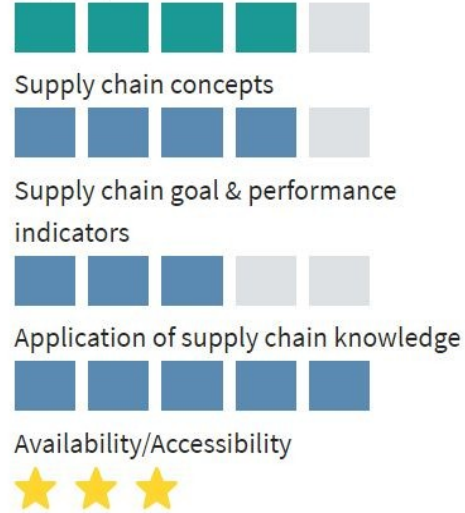 Supply chain concepts
Supply chain goal & performance
indicators
Application of supply chain knowledge
Availability/Accessibility